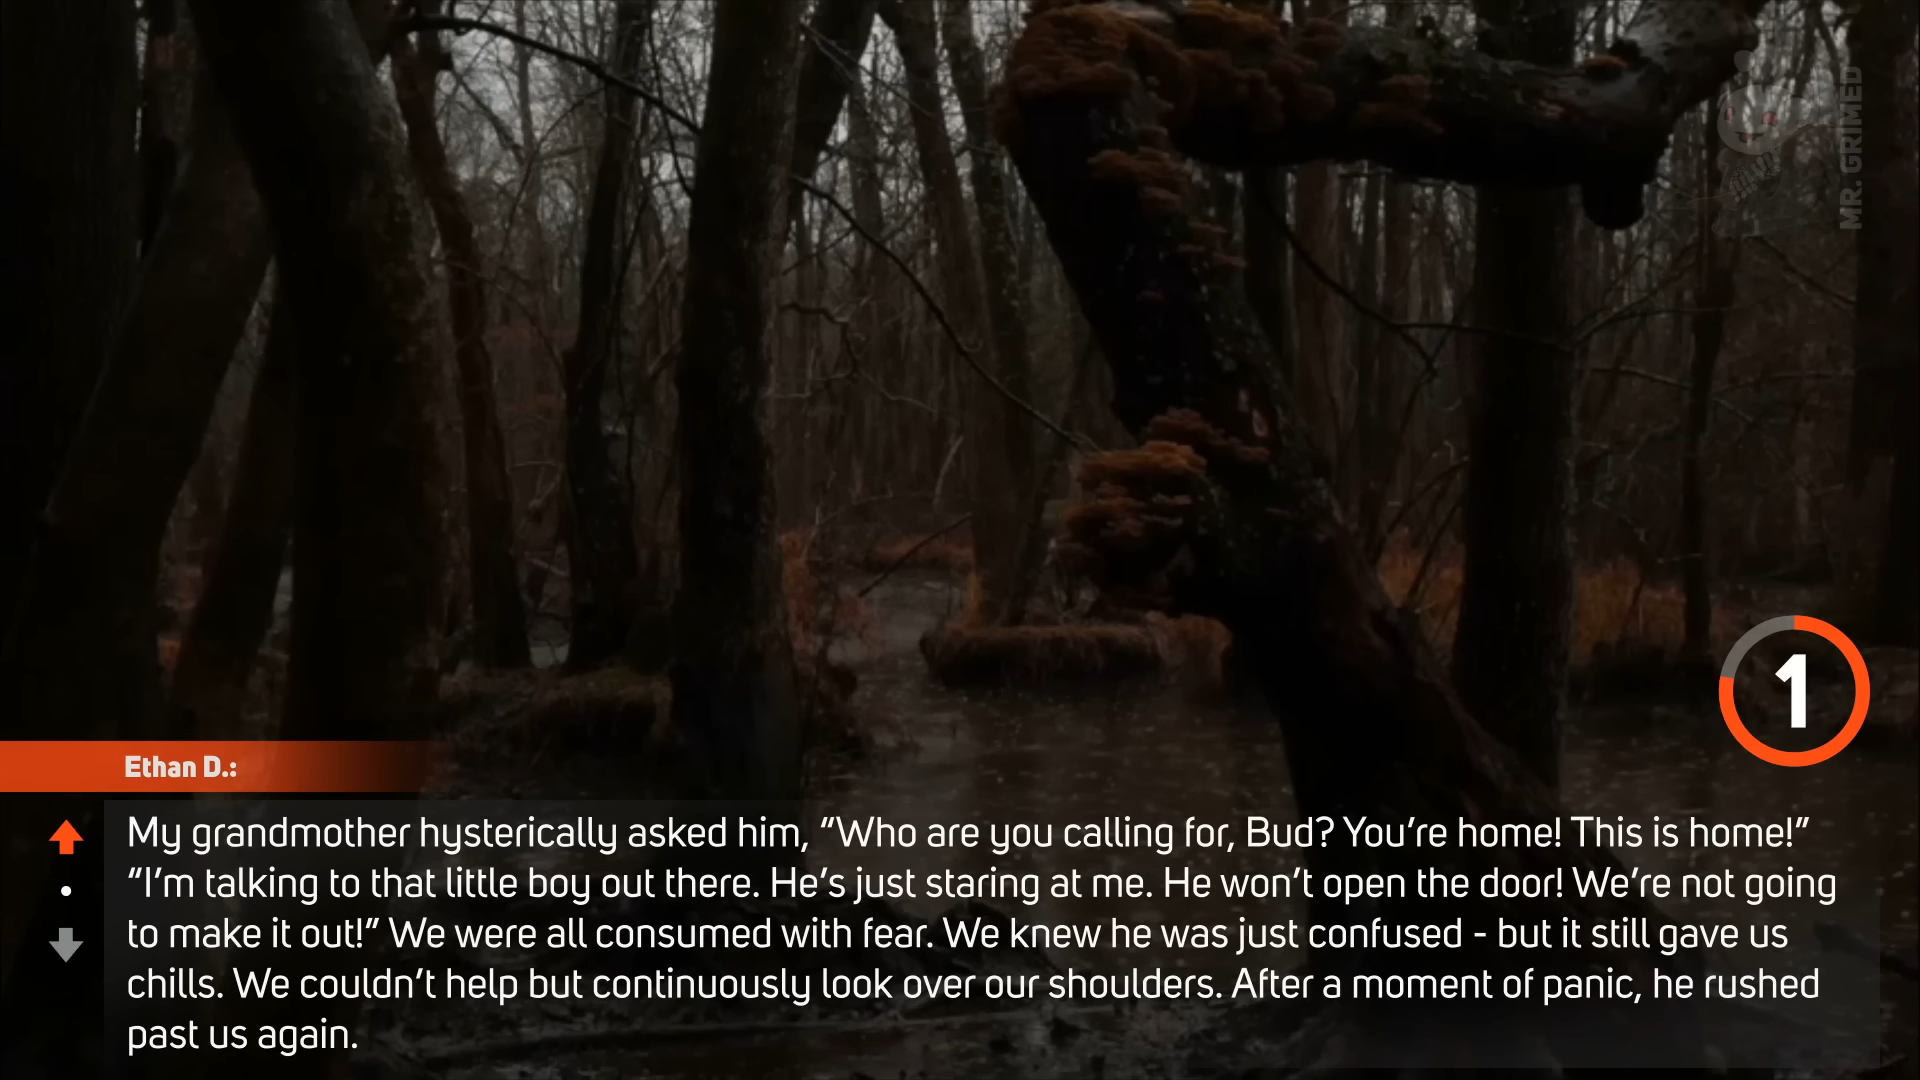 MR. GRIMED
1
Ethan D.:
My grandmother hysterically asked him, “Who are you calling for, Bud? You’re home! This is home!”
“I’m talking to that little boy out there. He’s just staring at me. He won’t open the door! We’re not going
to make it out!” We were all consumed with fear. We knew he was just confused - but it still gave us
chills. We couldn’t help but continuously look over our shoulders. After a moment of panic, he rushed
past us again.